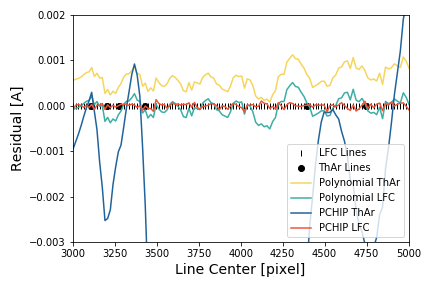 0.002
0.001
0.000
−0.001
−0.002
−0.003
Residual [A]
3000 3250 3500 3750 4000 4250 4500 4750 5000
Line Center [pixel]
LFC Lines
ThAr Lines
Polynomial ThAr
Polynomial LFC
PCHIP ThAr
PCHIP LFC